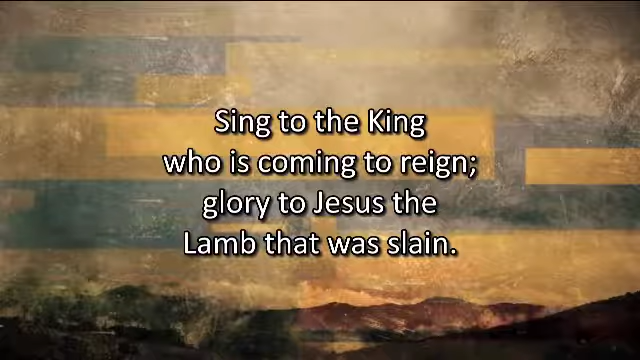 Sing to the King
who is coming to reign;
glory to Jesus the
Lamb that was slain.